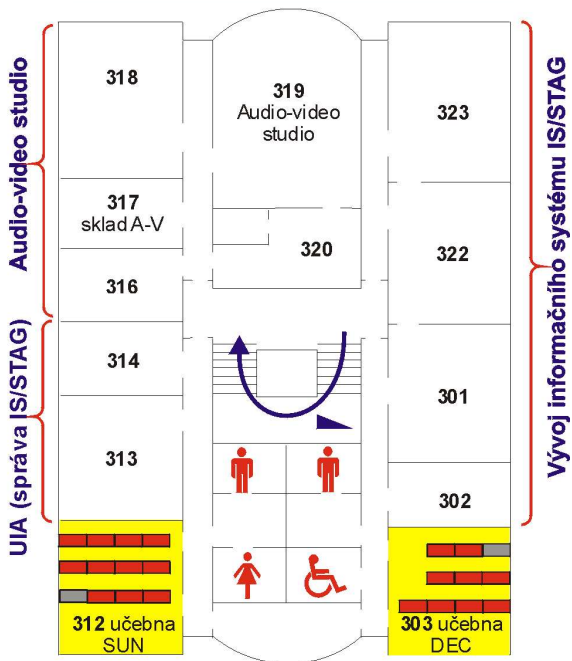 Audio-video studio
UIA (správa IS/STAG)
318
317
sklad A-V
316
314
313
312 učebna
SUN
319
Audio-video
studio
320
323
322
301
302
303 učebna
DEC
Vývoj informačního systému IS/STAG